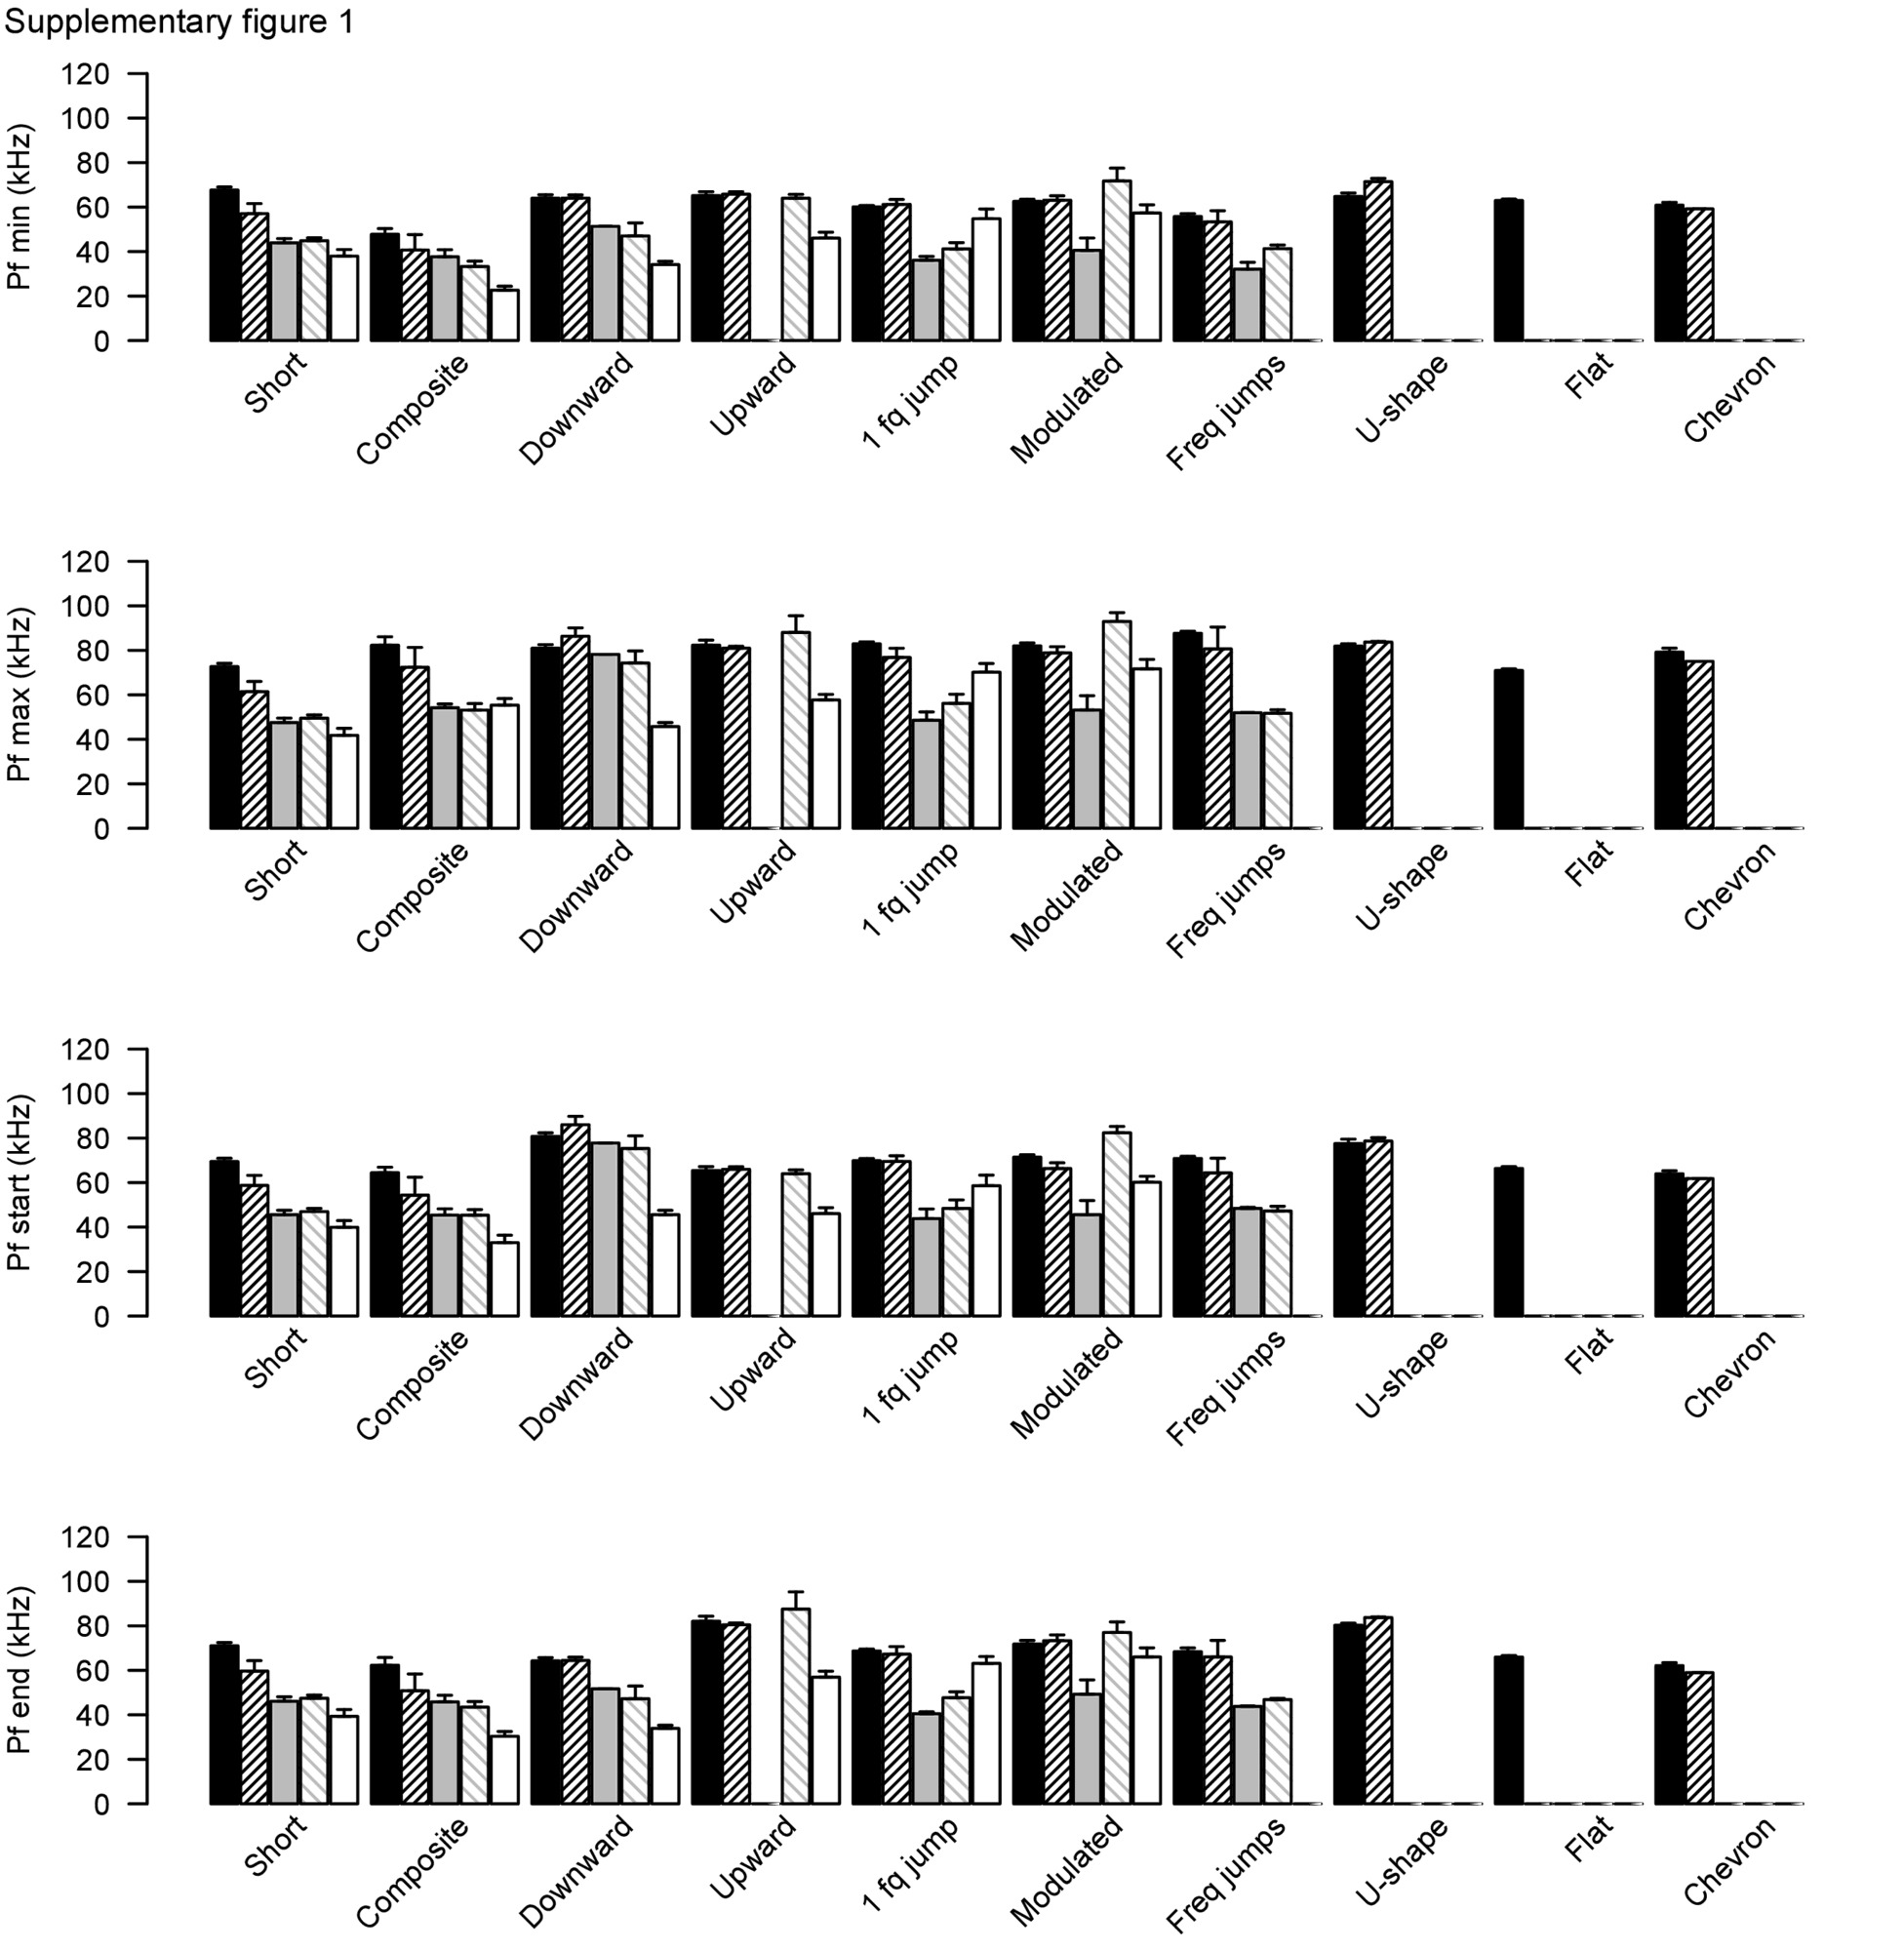 Supplementary figure 1
Pf min (kHz)
120
100
80
60
40
20
0
Short
Composite
Downward
Upward
1 fq jump
Modulated
Freq jumps
U-shape
Flat
Chevron
Pf max (kHz)
120
100
80
60
40
20
0
Short
Composite
Downward
Upward
1 fq jump
Modulated
Freq jumps
U-shape
Flat
Chevron
Pf start (kHz)
120
100
80
60
40
20
0
Short
Composite
Downward
Upward
1 fq jump
Modulated
Freq jumps
U-shape
Flat
Chevron
Pf end (kHz)
120
100
80
60
40
20
0
Short
Composite
Downward
Upward
1 fq jump
Modulated
Freq jumps
U-shape
Flat
Chevron